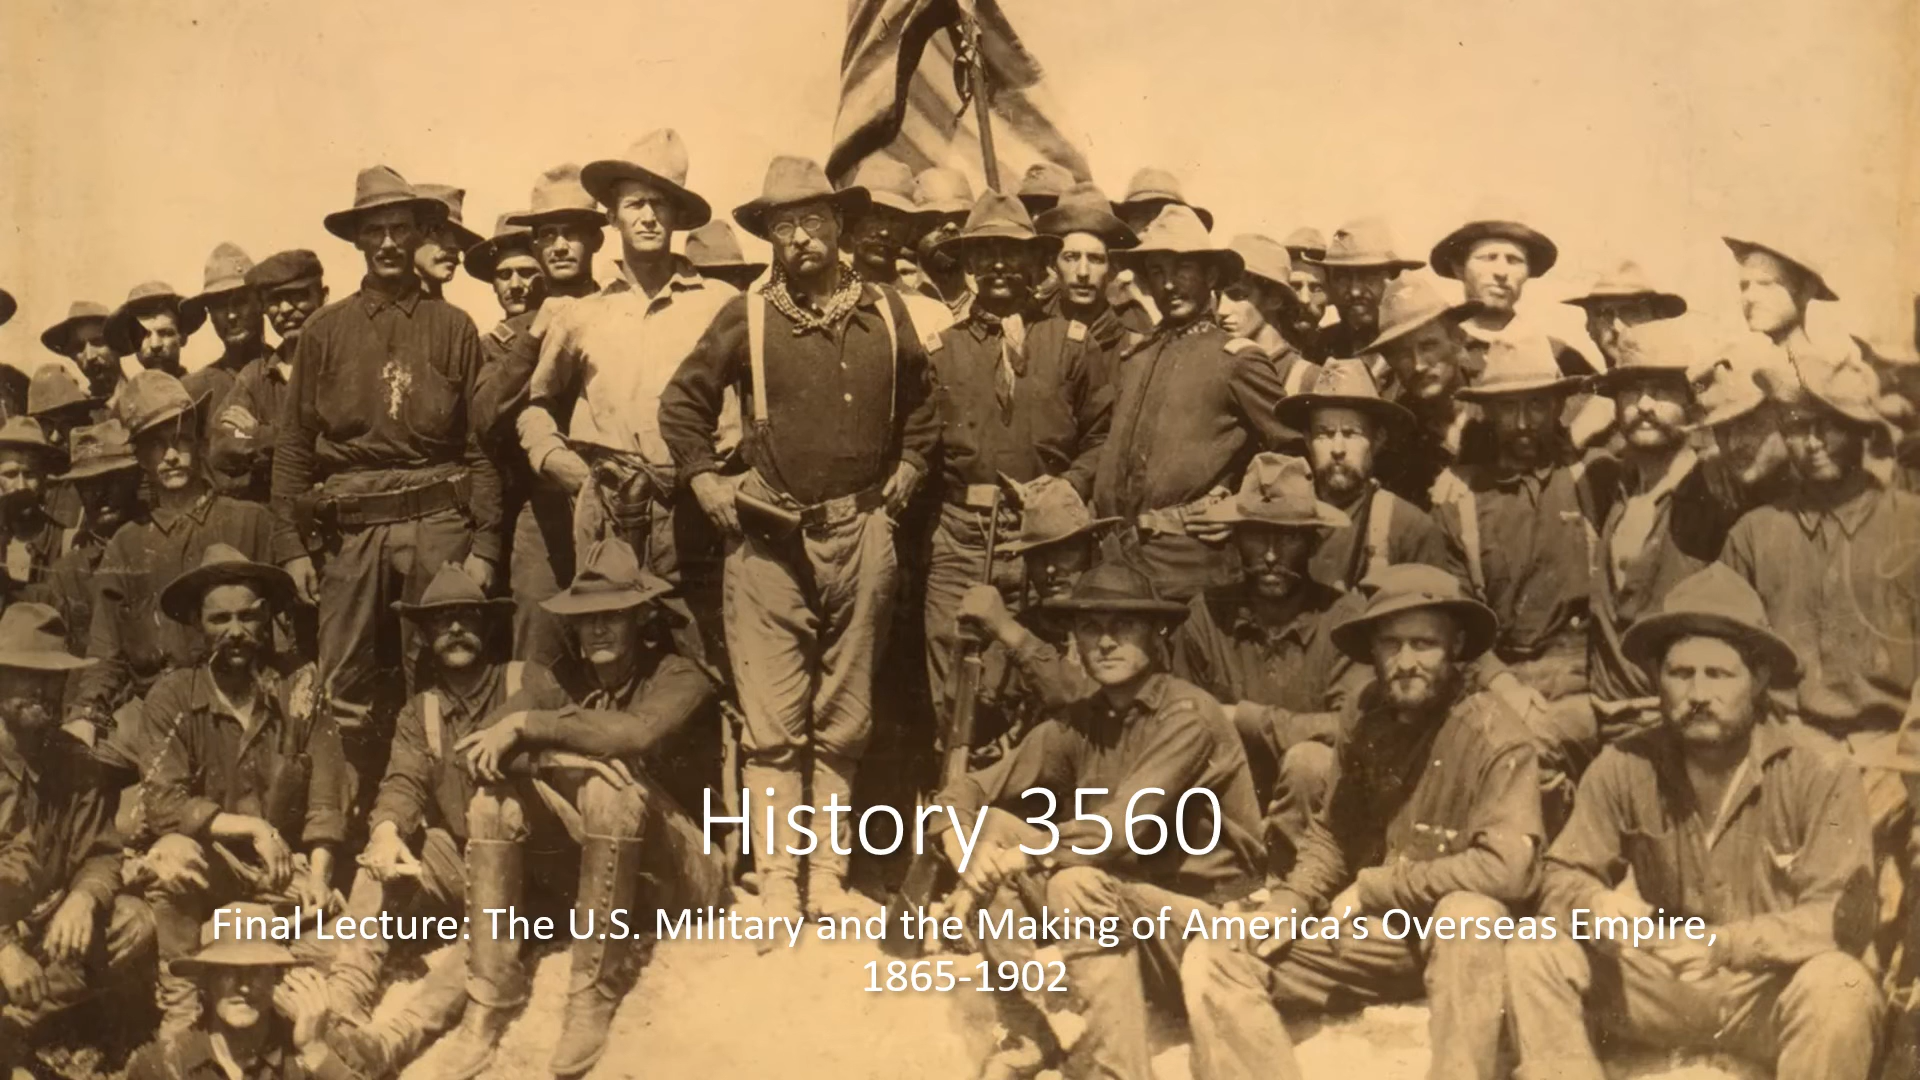 History 3560
Final Lecture: The U.S. Military and the Making of America’s Overseas Empire,
1865-1902